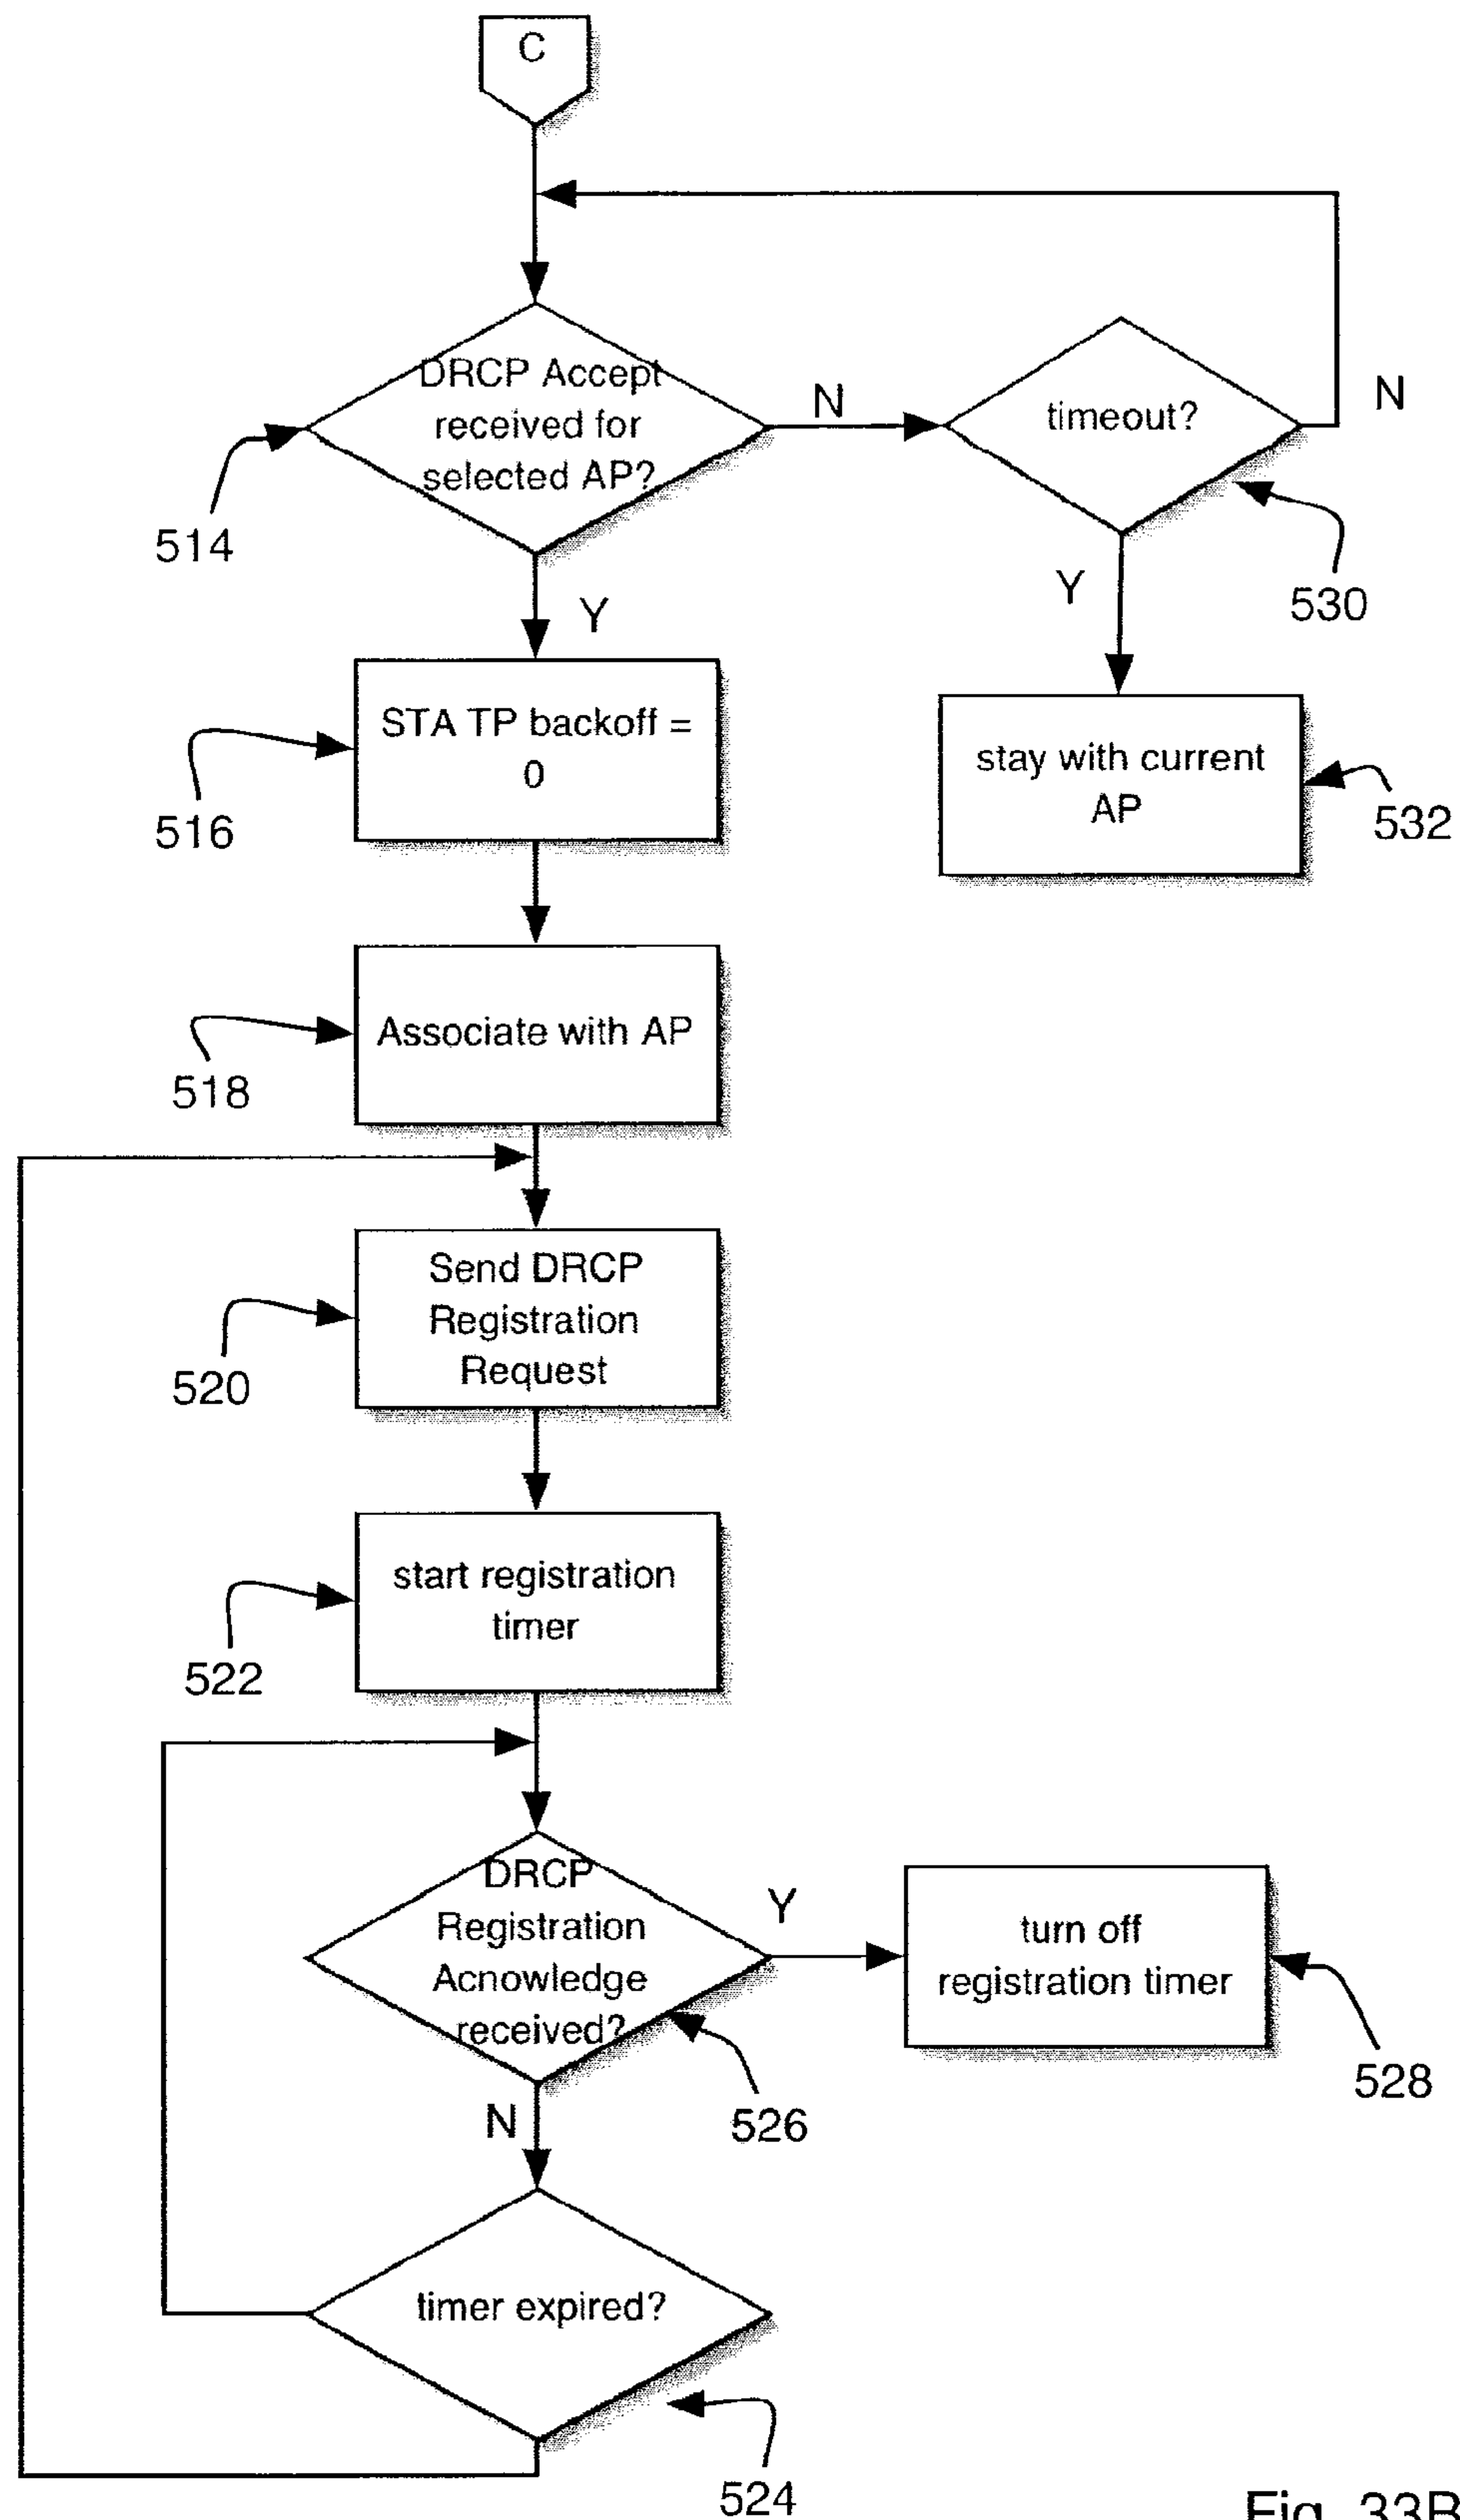 C
DRCP Accept
received for
selected AP?
N
timeout?
N
514
Y
Y
530
STA TP backoff =
0
516
stay with current
AP
532
Associate with AP
518
Send DRCP
Registration
Request
520
start registration
timer
522
DRCP
Registration
Acnowledge
received?
Y
turn off
registration timer
528
N
526
timer expired?
524
Fig. 33B